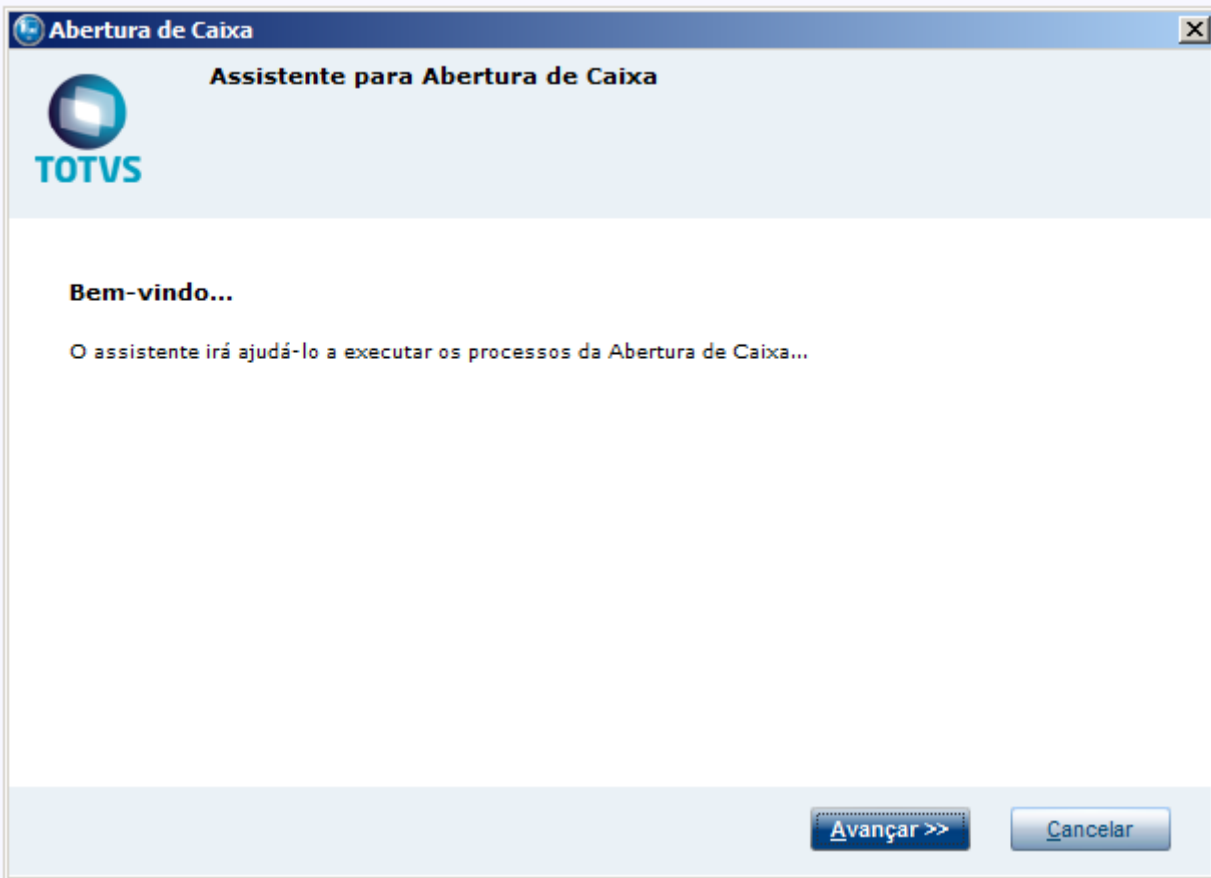 Abertura de Caixa
Assistente para Abertura de Caixa
TOTVS
Bem-vindo...
O assistente irá ajudá-lo a executar os processos da Abertura de Caixa...
Avançar >>
Cancelar